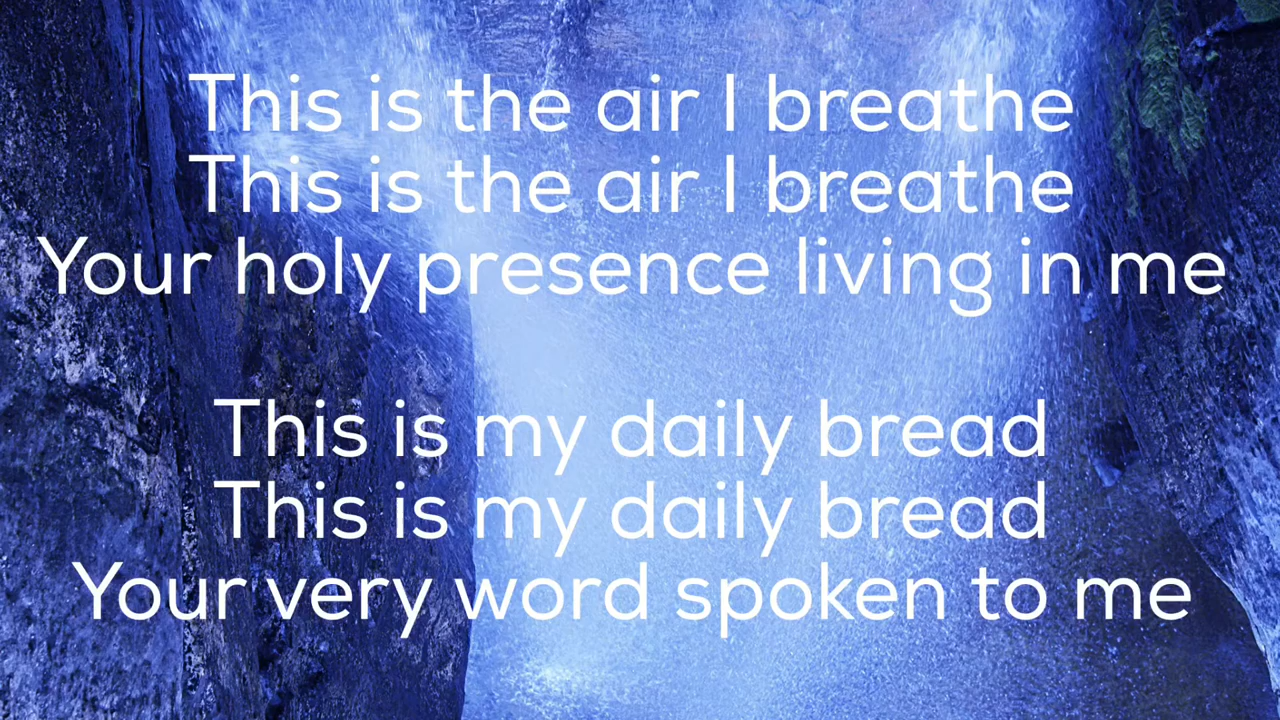 This is the air I breathe
This is the air I breathe
Your holy presence living in me
This is my daily bread
This is my daily bread
Your very word spoken to me